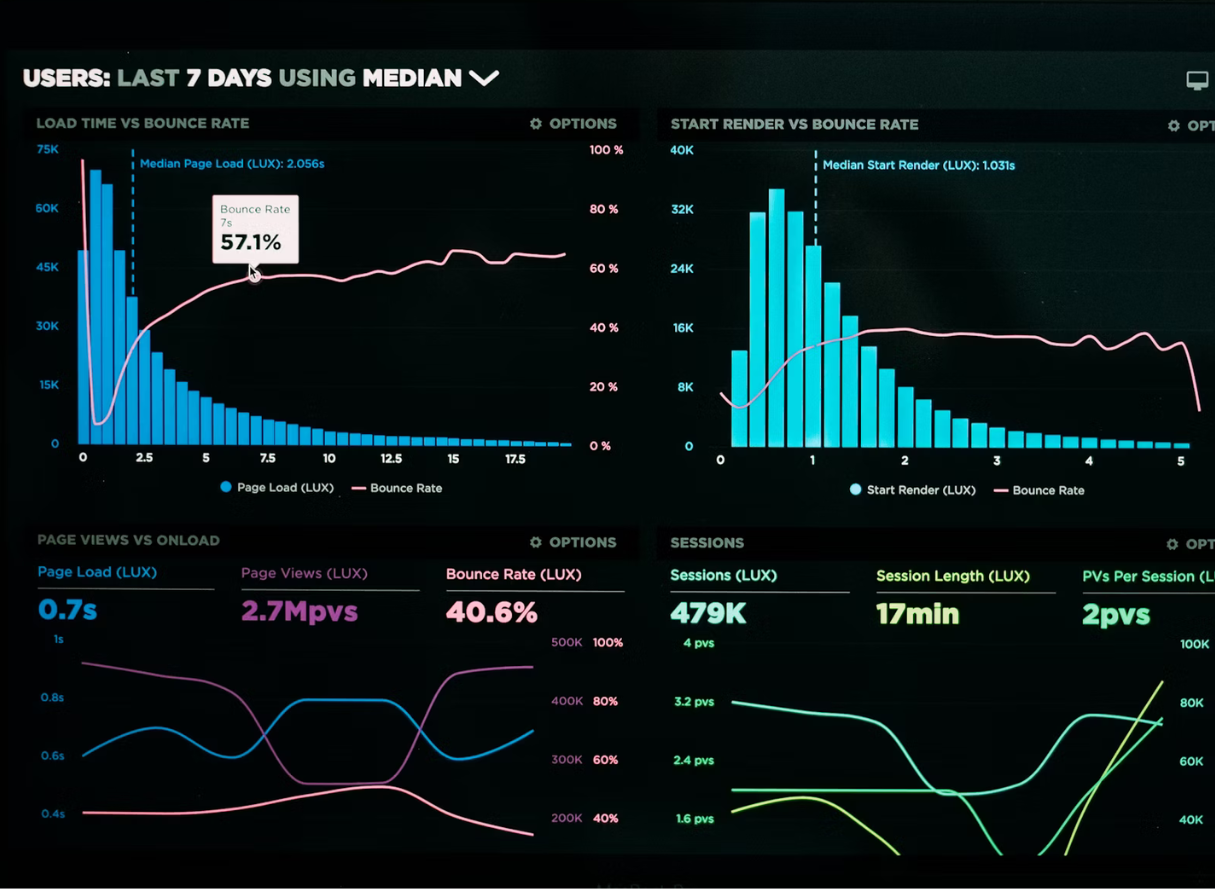 USERS: LAST 7 DAYS USING MEDIAN
LOAD TIME VS BOUNCE RATE
OPTIONS
75K
60K
45K
30K
15K
0
Median Page Load (LUX): 2.056s
Bounce Rate
7s
57.1%
100 %
80 %
60 %
40 %
20 %
0 %
0 2.5 5 7.5 10 12.5 15 17.5
Page Load (LUX) Bounce Rate
START RENDER VS BOUNCE RATE
OPT
40K
32K
24K
16K
8K
0
Median Start Render (LUX): 1.031s
0 1 2 3 4 5
Start Render (LUX) Bounce Rate
PAGE VIEWS VS ONLOAD
OPTIONS
Page Load (LUX)
0.7s
Page Views (LUX)
2.7Mpvs
Bounce Rate (LUX)
40.6%
1s
0.8s
0.6s
0.4s
500K 100%
400K 80%
300K 60%
200K 40%
SESSIONS
OPT
Sessions (LUX)
479K
Session Length (LUX)
17min
PVs Per Session (L
2pvs
4 pvs
3.2 pvs
2.4 pvs
1.6 pvs
100K
80K
60K
40K